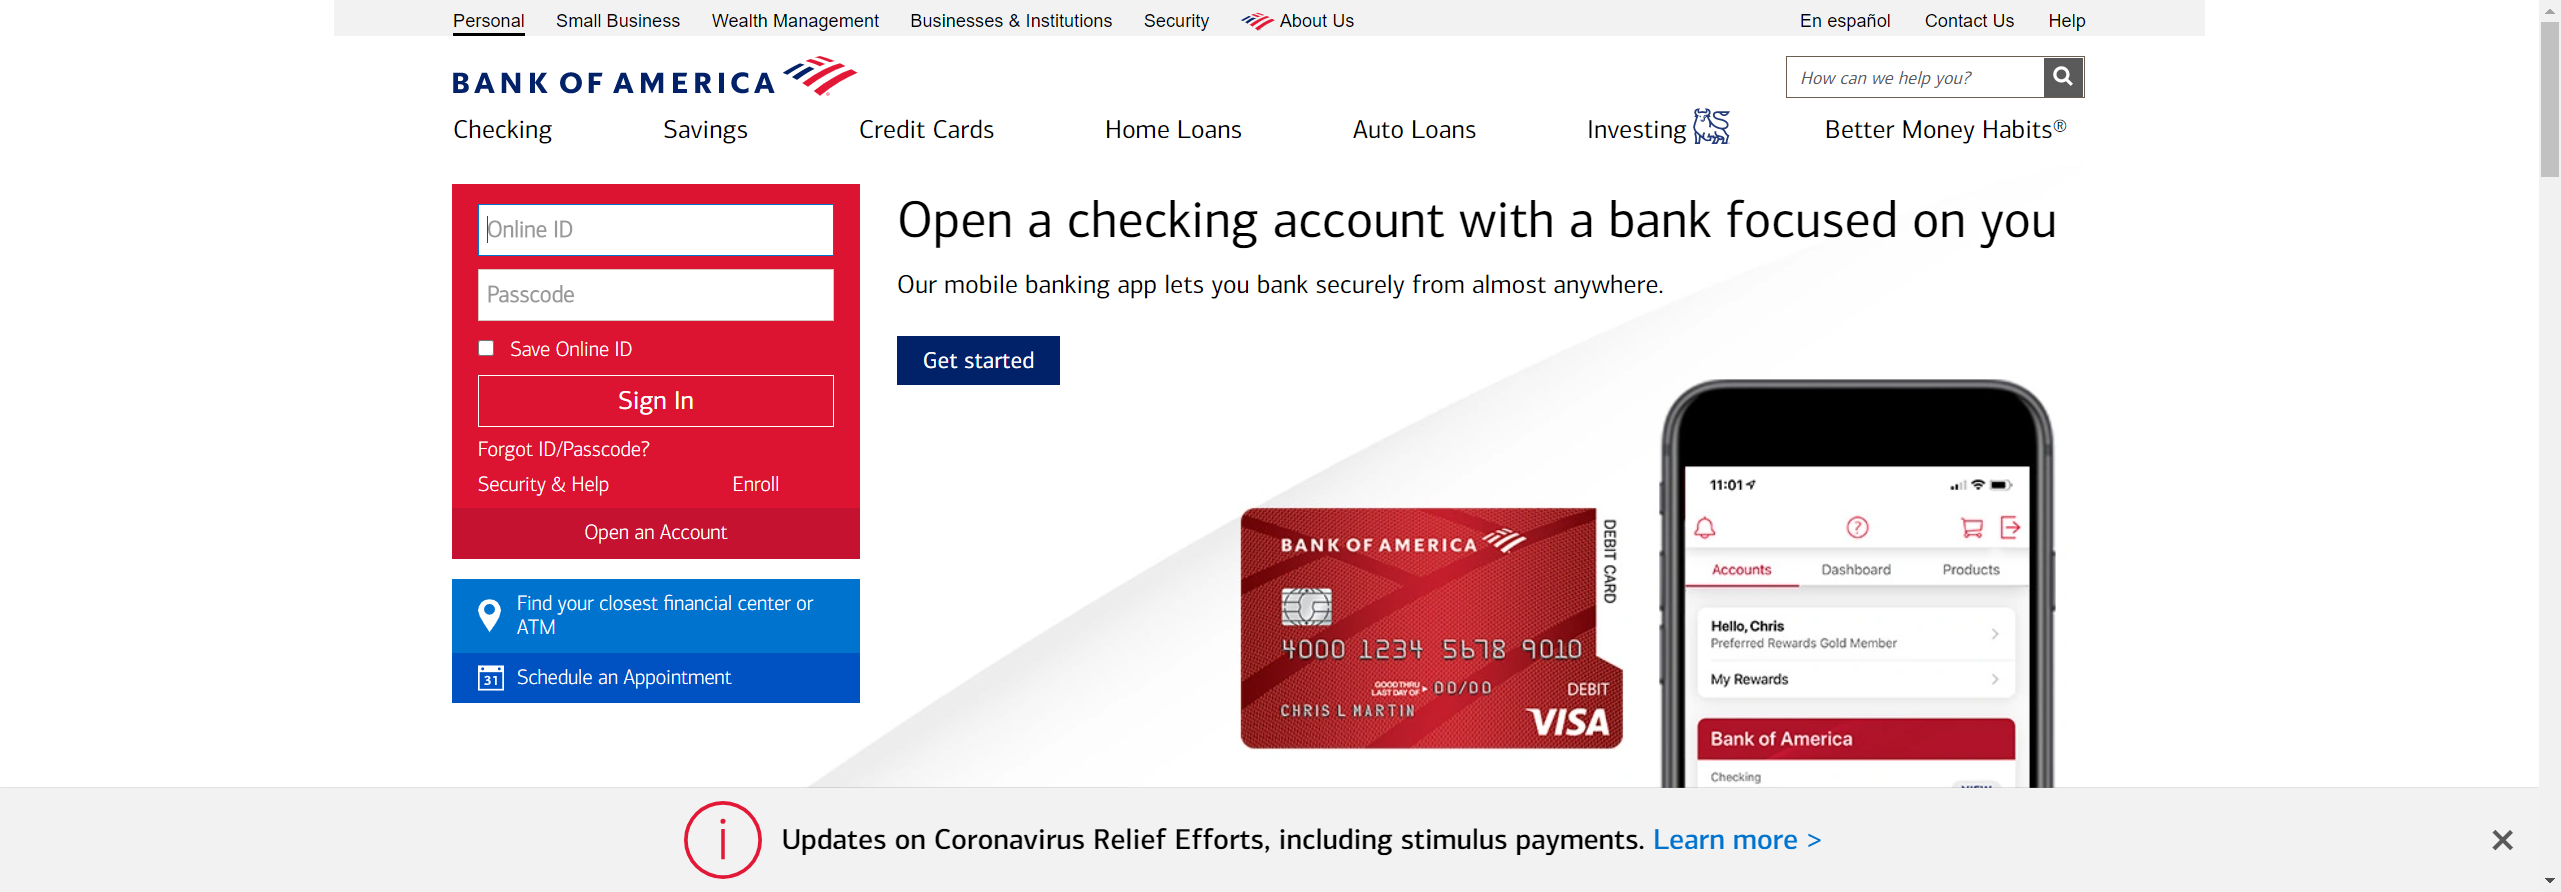 Personal Small Business Wealth Management Businesses & Institutions Security About Us En español Contact Us Help
BANK OF AMERICA
How can we help you?
Checking Savings Credit Cards Home Loans Auto Loans Investing Better Money Habits®
Online ID
Passcode
Save Online ID
Sign In
Forgot ID/Passcode?
Security & Help Enroll
Open an Account
Find your closest financial center or
ATM
31 Schedule an Appointment
Open a checking account with a bank focused on you
Our mobile banking app lets you bank securely from almost anywhere.
Get started
BANK OF AMERICA
DEBIT CARD
4000 1234 5678 9010
GOOD THRU
LAST DAY OF 00/00
DEBIT
CHRIS L MARTIN
VISA
11:01
Accounts Dashboard Products
Hello, Chris
Preferred Rewards Gold Member
My Rewards
Bank of America
Checking
VIEW
Updates on Coronavirus Relief Efforts, including stimulus payments. Learn more >